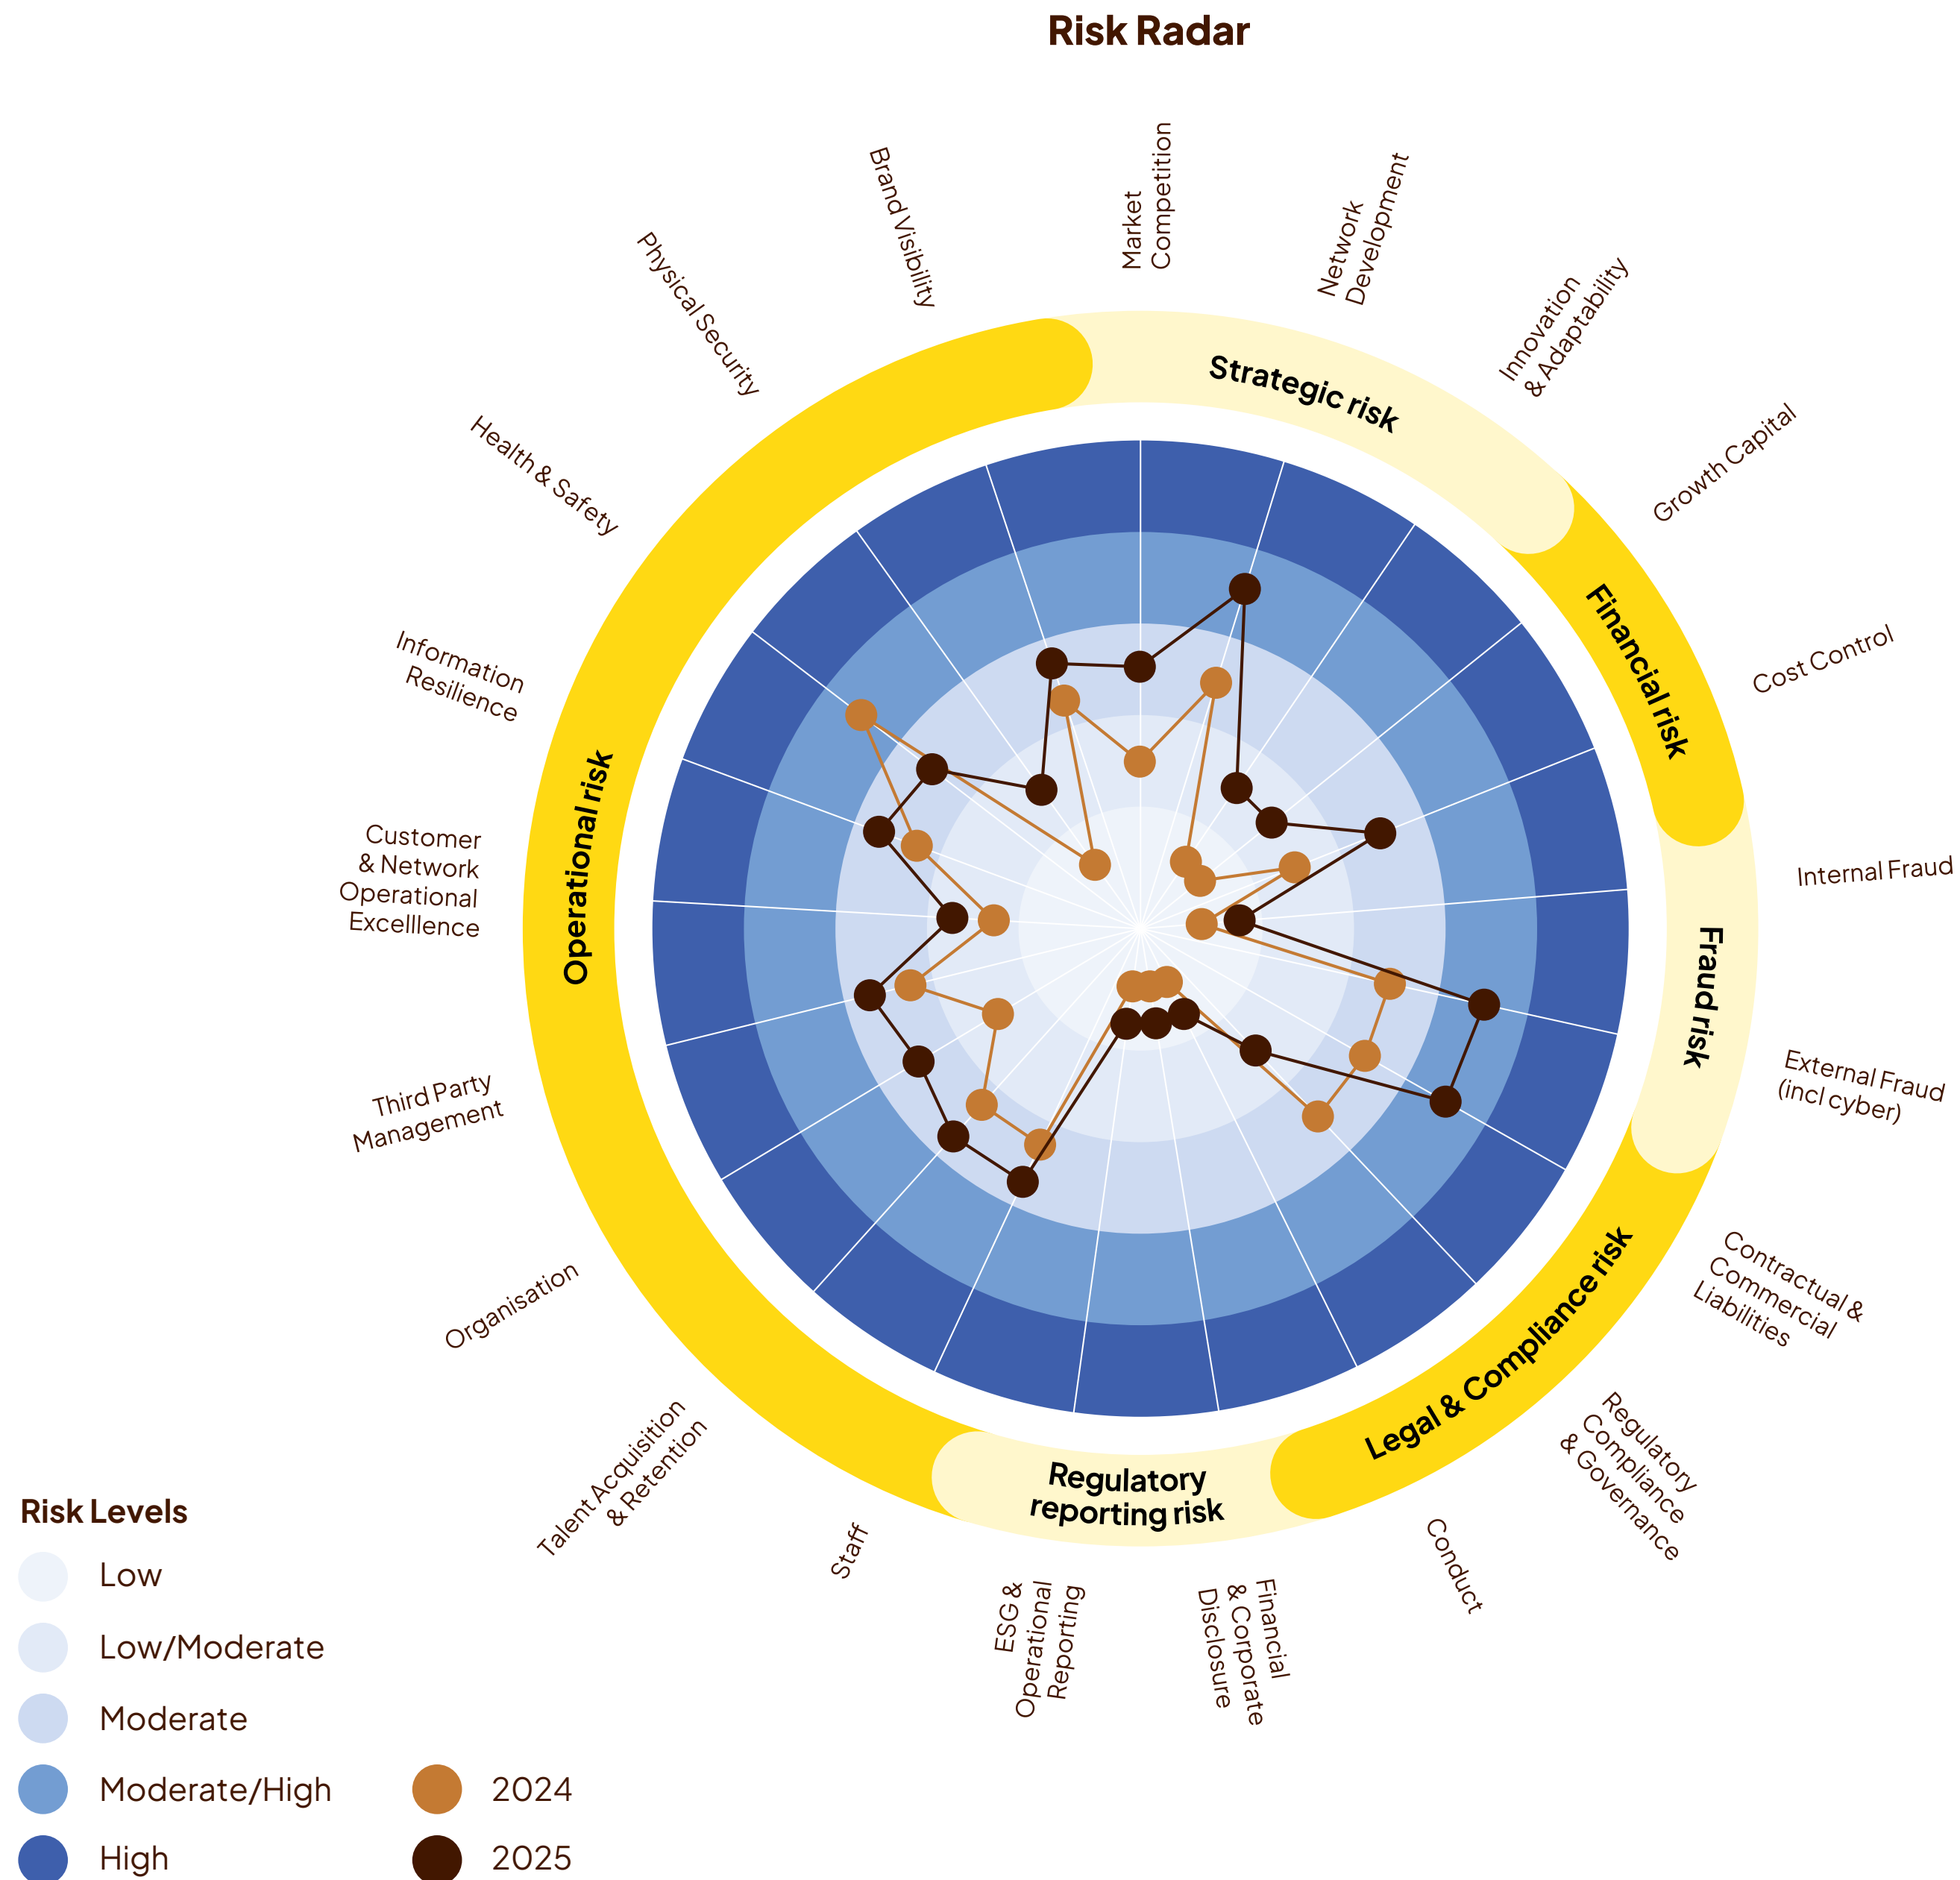 Risk Radar
Market
Competition
Network
Development
Innovation
& Adaptability
Growth Capital
Cost Control
Internal Fraud
External Fraud
(incl cyber)
Contractual &
Commercial
Liabilities
Regulatory
Compliance
& Governance
Conduct
Financial
& Corporate
Disclosure
ESG &
Operational
Reporting
Staff
Talent Acquisition
& Retention
Organisation
Third Party
Management
Customer
& Network
Operational
Excelllence
Information
Resilience
Health & Safety
Physical Security
Brand Visibility
Strategic risk
Financial risk
Fraud risk
Legal & Compliance risk
Regulatory
reporting risk
Operational risk
Risk Levels
Low
Low/Moderate
Moderate
Moderate/High
High
2024
2025